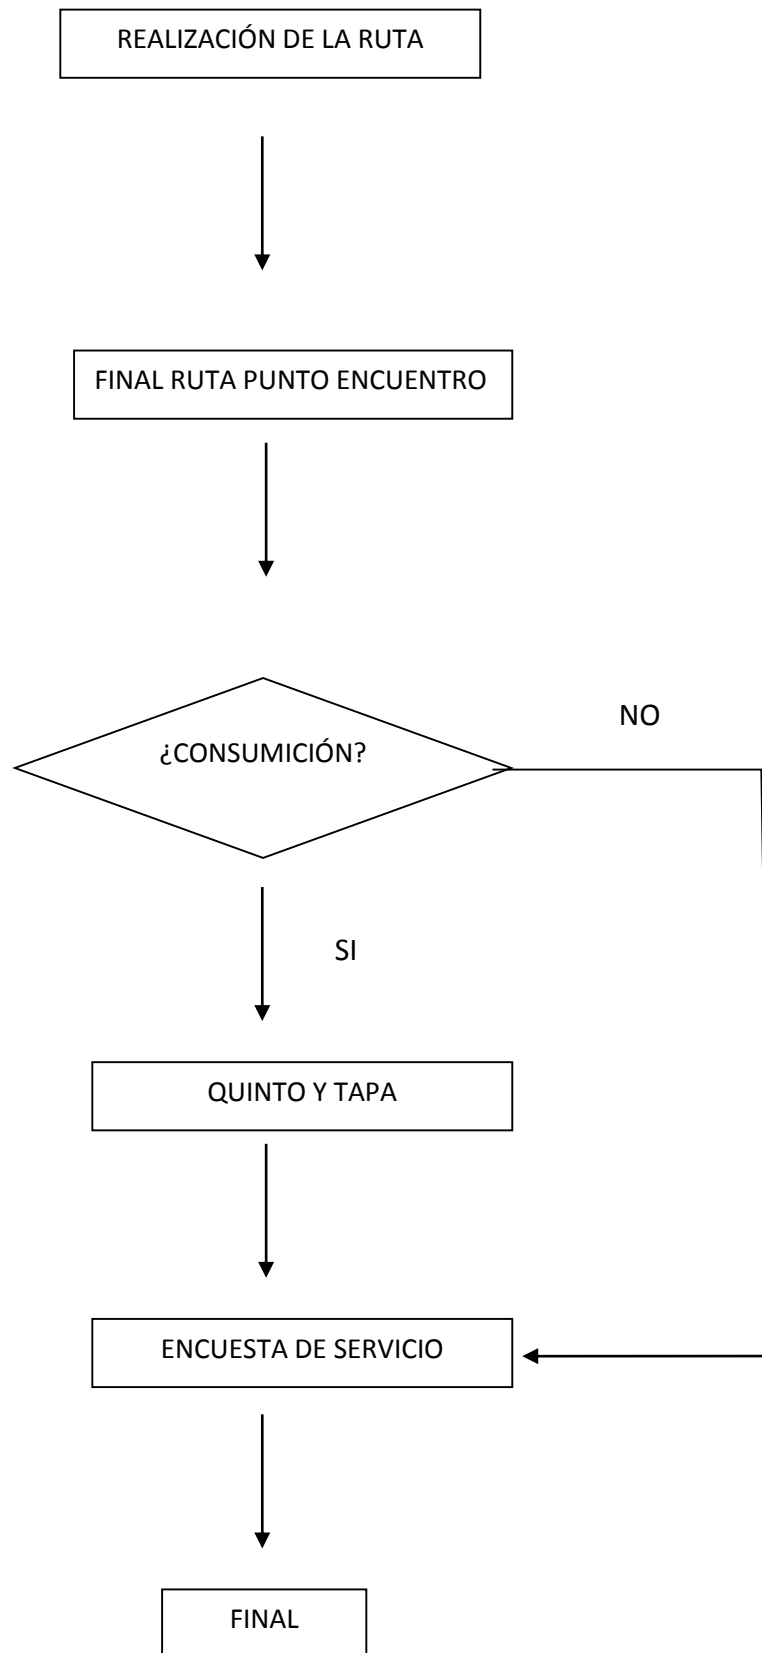 REALIZACIÓN DE LA RUTA
FINAL RUTA PUNTO ENCUENTRO
NO
¿CONSUMICIÓN?
SI
QUINTO Y TAPA
ENCUESTA DE SERVICIO
FINAL